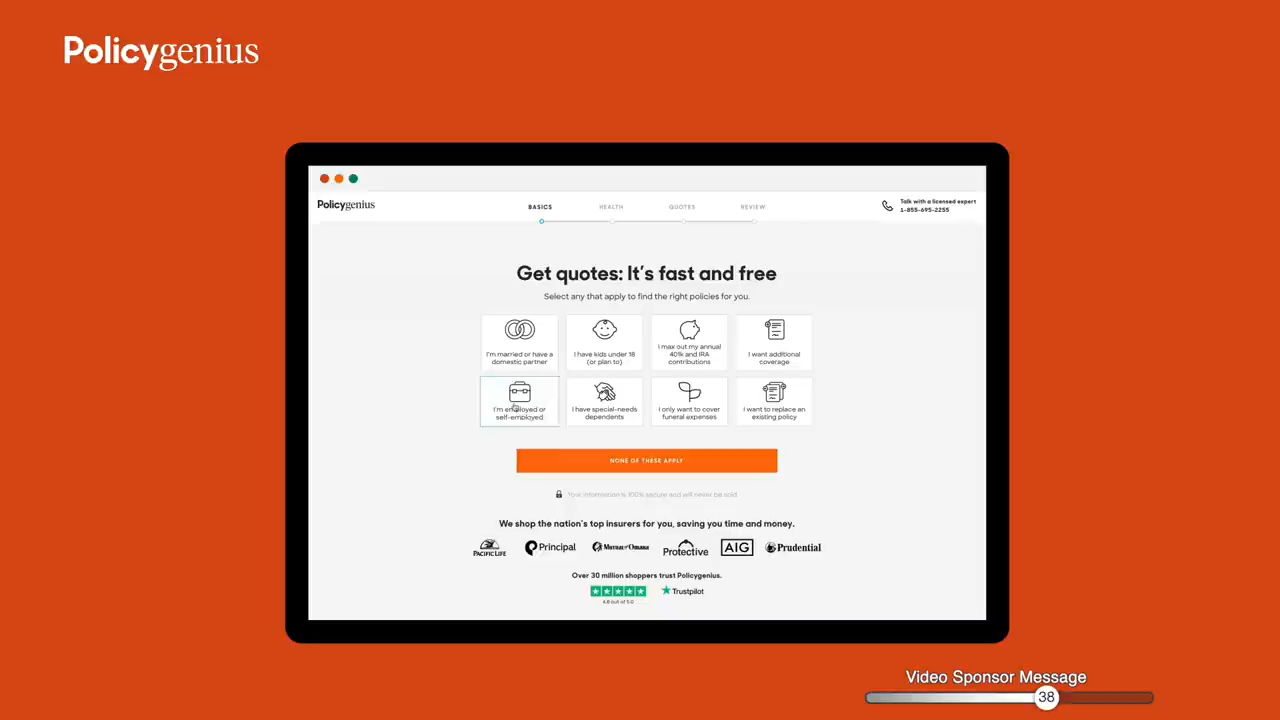 Policygenius
Policygenius
BASICS
HEALTH
QUOTES
REVIEW
Talk with a licensed expert
1-855-695-2255
Get quotes: It's fast and free
Select any that apply to find the right policies for you.
I'm married or have a
domestic partner
I have kids under 18
(or plan to)
I max out my annual
401k and IRA
contributions
I want additional
coverage
I'm employed or
self-employed
I have special-needs
dependents
I only want to cover
funeral expenses
I want to replace an
existing policy
NONE OF THESE APPLY
Your information is 100% secure and will never be sold.
We shop the nation's top insurers for you, saving you time and money.
PACIFIC LIFE
Principal
MUTUAL of OMAHA
Protective
AIG
Prudential
Over 30 million shoppers trust Policygenius.
Trustpilot
4.8 out of 5.0
Video Sponsor Message
38